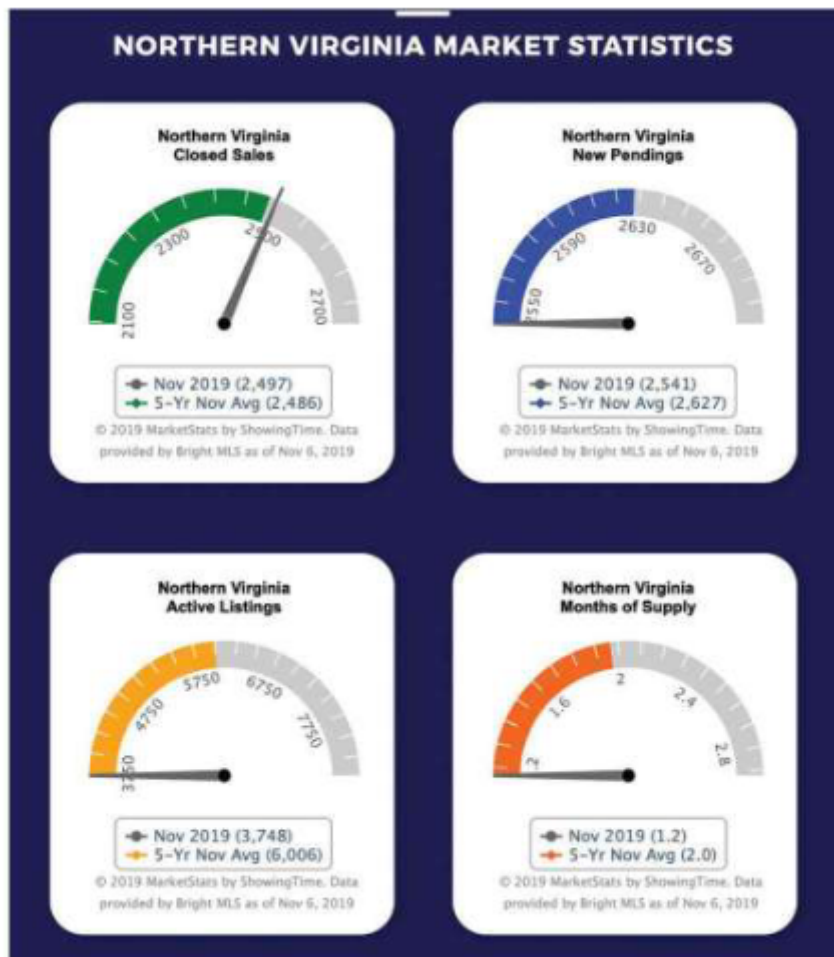 NORTHERN VIRGINIA MARKET STATISTICS
Northern Virginia
Closed Sales
2100
2300
2500
2700
Nov 2019 (2,497)
5-Yr Nov Avg (2,486)
© 2019 MarketStats by ShowingTime. Data
provided by Bright MLS as of Nov 6, 2019
Northern Virginia
New Pendings
2550
2590
2630
2670
Nov 2019 (2,541)
5-Yr Nov Avg (2,627)
© 2019 MarketStats by ShowingTime. Data
provided by Bright MLS as of Nov 6, 2019
Northern Virginia
Active Listings
3750
4750
5750
6750
7750
Nov 2019 (3,748)
5-Yr Nov Avg (6,006)
© 2019 MarketStats by ShowingTime. Data
provided by Bright MLS as of Nov 6, 2019
Northern Virginia
Months of Supply
.2
1.6
2
2.4
2.8
Nov 2019 (1.2)
5-Yr Nov Avg (2.0)
© 2019 MarketStats by ShowingTime. Data
provided by Bright MLS as of Nov 6, 2019